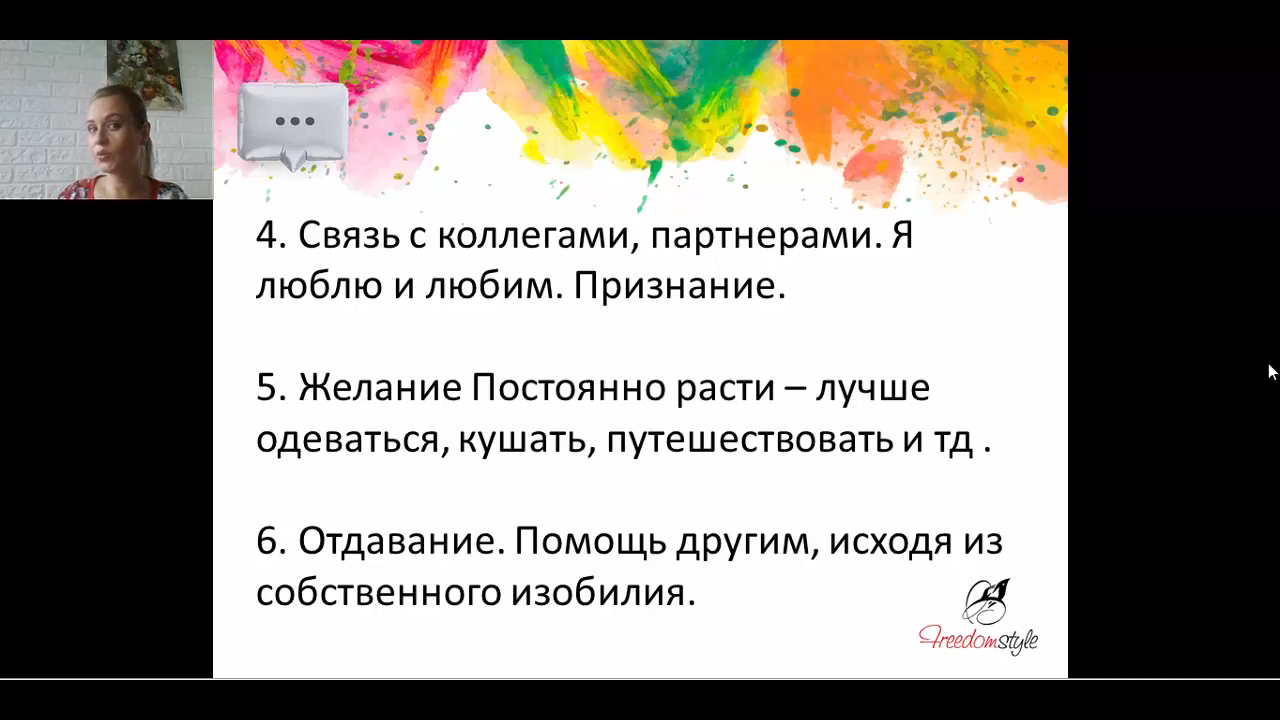 4. Связь с коллегами, партнерами. Я
люблю и любим. Признание.
5. Желание Постоянно расти – лучше
одеваться, кушать, путешествовать и тд .
6. Отдавание. Помощь другим, исходя из
собственного изобилия.
Freedomstyle